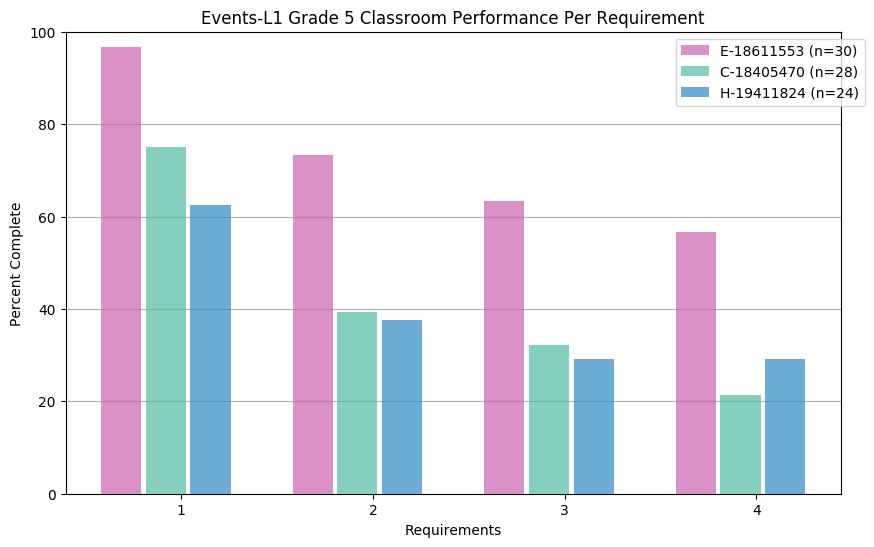 Events-L1 Grade 5 Classroom Performance Per Requirement
E-18611553 (n=30)
C-18405470 (n=28)
H-19411824 (n=24)
Percent Complete
100
80
60
40
20
0
1 2 3 4
Requirements